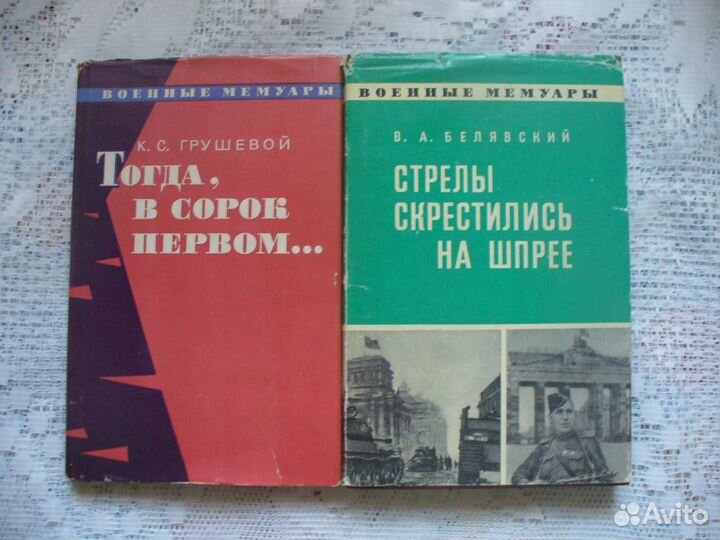 ВОЕННЫЕ МЕМУАРЫ
К. С. ГРУШЕВОЙ
ТОГДА,
В СОРОК
ПЕРВОМ...
ВОЕННЫЕ МЕМУАРЫ
В. А. БЕЛЯВСКИЙ
СТРЕЛЫ
СКРЕСТИЛИСЬ
НА ШПРЕЕ
Avito